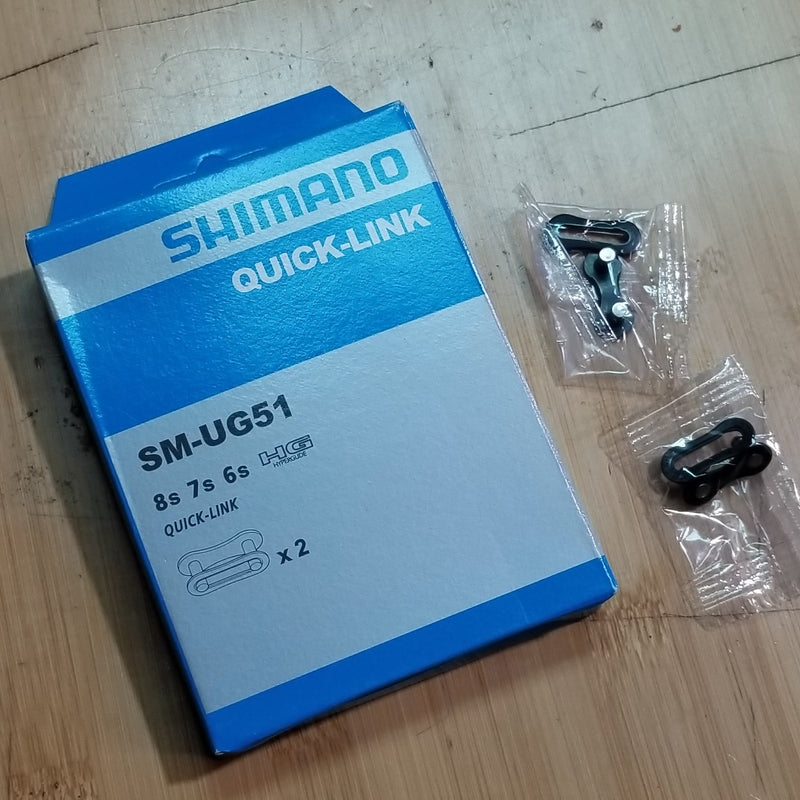 SHIMANO
QUICK-LINK
SM-UG51
8s 7s 6s HG
HYPERGLIDE
QUICK-LINK
x 2